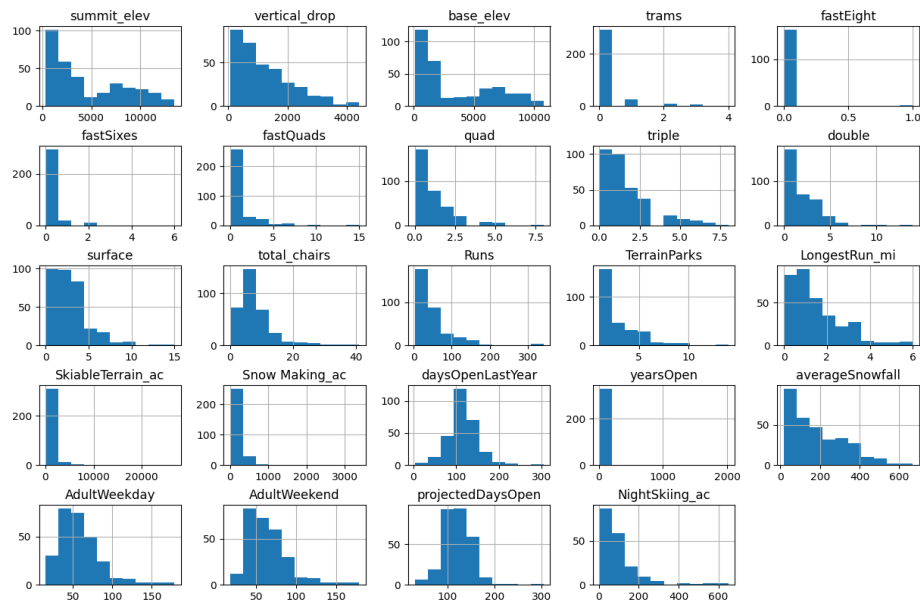 summit_elev vertical_drop base_elev trams fastEight
100 50 0 0 5000 10000
50 0 0 2000 4000
100 50 0 0 5000 10000
200 0 0 2 4
100 0 0.0 0.5 1.0
fastSixes fastQuads quad triple double
200 0 0 2 4 6
200 0 0 5 10 15
100 0 0.0 2.5 5.0 7.5
100 50 0 0.0 2.5 5.0 7.5
100 0 0 5 10
surface total_chairs Runs TerrainParks LongestRun_mi
100 50 0 0 5 10 15
100 0 0 20 40
100 0 0 100 200 300
100 0 5 10
50 0 0 2 4 6
SkiableTerrain_ac Snow Making_ac daysOpenLastYear yearsOpen averageSnowfall
200 0 0 10000 20000
200 100 0 0 1000 2000 3000
100 50 0 0 100 200 300
200 0 0 1000 2000
50 0 0 200 400 600
AdultWeekday AdultWeekend projectedDaysOpen NightSkiing_ac
50 0 50 100 150
50 0 50 100 150
50 0 100 200 300
50 0 0 200 400 600